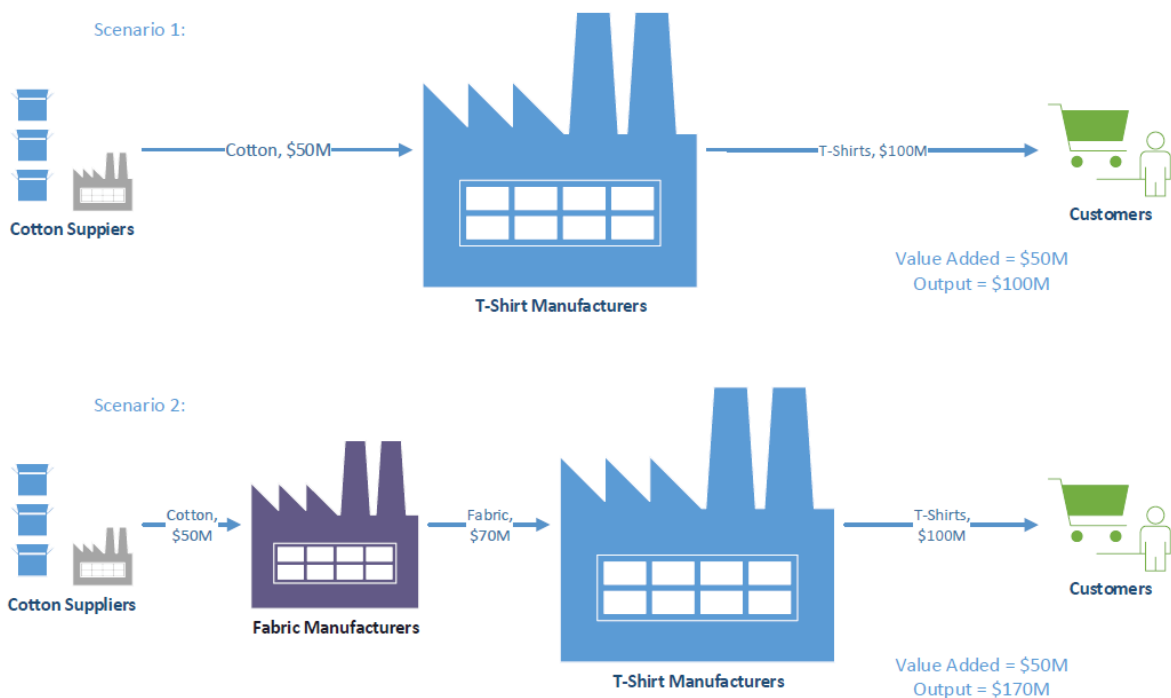 Scenario 1:
Cotton, $50M
T-Shirts, $100M
Cotton Suppiers
Customers
T-Shirt Manufacturers
Value Added = $50M
Output = $100M
Scenario 2:
Cotton,
$50M
Fabric,
$70M
T-Shirts,
$100M
Cotton Suppliers
Fabric Manufacturers
Customers
T-Shirt Manufacturers
Value Added = $50M
Output = $170M